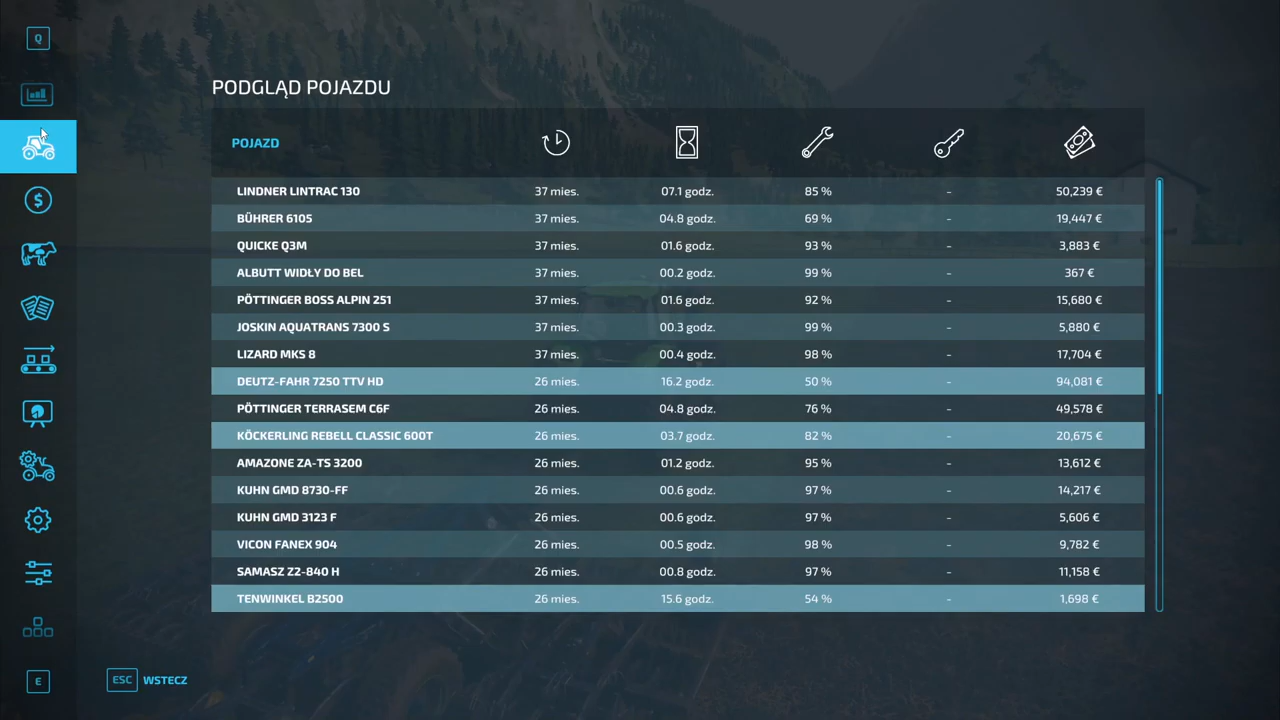 Q
PODGLĄD POJAZDU
POJAZD
LINDNER LINTRAC 130 37 mies. 07.1 godz. 85 % - 50,239 €
BÜHRER 6105 37 mies. 04.8 godz. 69 % - 19,447 €
QUICKE Q3M 37 mies. 01.6 godz. 93 % - 3,883 €
ALBUTT WIDŁY DO BEL 37 mies. 00.2 godz. 99 % - 367 €
PÖTTINGER BOSS ALPIN 251 37 mies. 01.6 godz. 92 % - 15,680 €
JOSKIN AQUATRANS 7300 S 37 mies. 00.3 godz. 99 % - 5,880 €
LIZARD MKS 8 37 mies. 00.4 godz. 98 % - 17,704 €
DEUTZ-FAHR 7250 TTV HD 26 mies. 16.2 godz. 50 % - 94,081 €
PÖTTINGER TERRASEM C6F 26 mies. 04.8 godz. 76 % - 49,578 €
KÖCKERLING REBELL CLASSIC 600T 26 mies. 03.7 godz. 82 % - 20,675 €
AMAZONE ZA-TS 3200 26 mies. 01.2 godz. 95 % - 13,612 €
KUHN GMD 8730-FF 26 mies. 00.6 godz. 97 % - 14,217 €
KUHN GMD 3123 F 26 mies. 00.6 godz. 97 % - 5,606 €
VICON FANEX 904 26 mies. 00.5 godz. 98 % - 9,782 €
SAMASZ Z2-840 H 26 mies. 00.8 godz. 97 % - 11,158 €
TENWINKEL B2500 26 mies. 15.6 godz. 54 % - 1,698 €
E
ESC WSTECZ